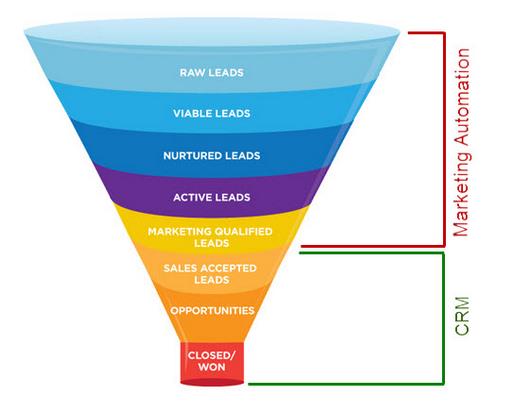 RAW LEADS
VIABLE LEADS
NURTURED LEADS
ACTIVE LEADS
MARKETING QUALIFIED
LEADS
SALES ACCEPTED
LEADS
OPPORTUNITIES
CLOSED/
WON
Marketing Automation
CRM